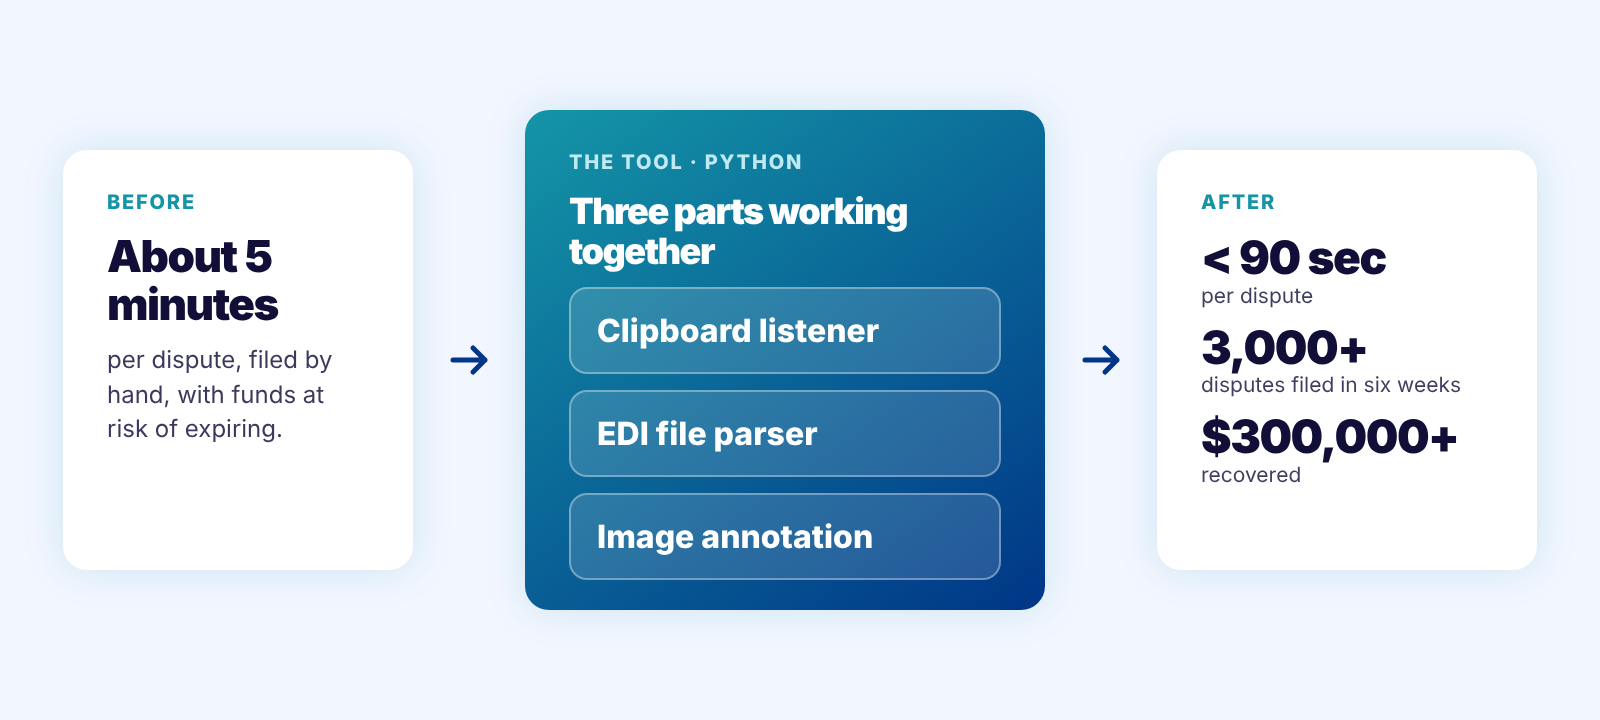 BEFORE
About 5
minutes
per dispute, filed by
hand, with funds at
risk of expiring.
THE TOOL · PYTHON
Three parts working
together
Clipboard listener
EDI file parser
Image annotation
AFTER
< 90 sec
per dispute
3,000+
disputes filed in six weeks
$300,000+
recovered